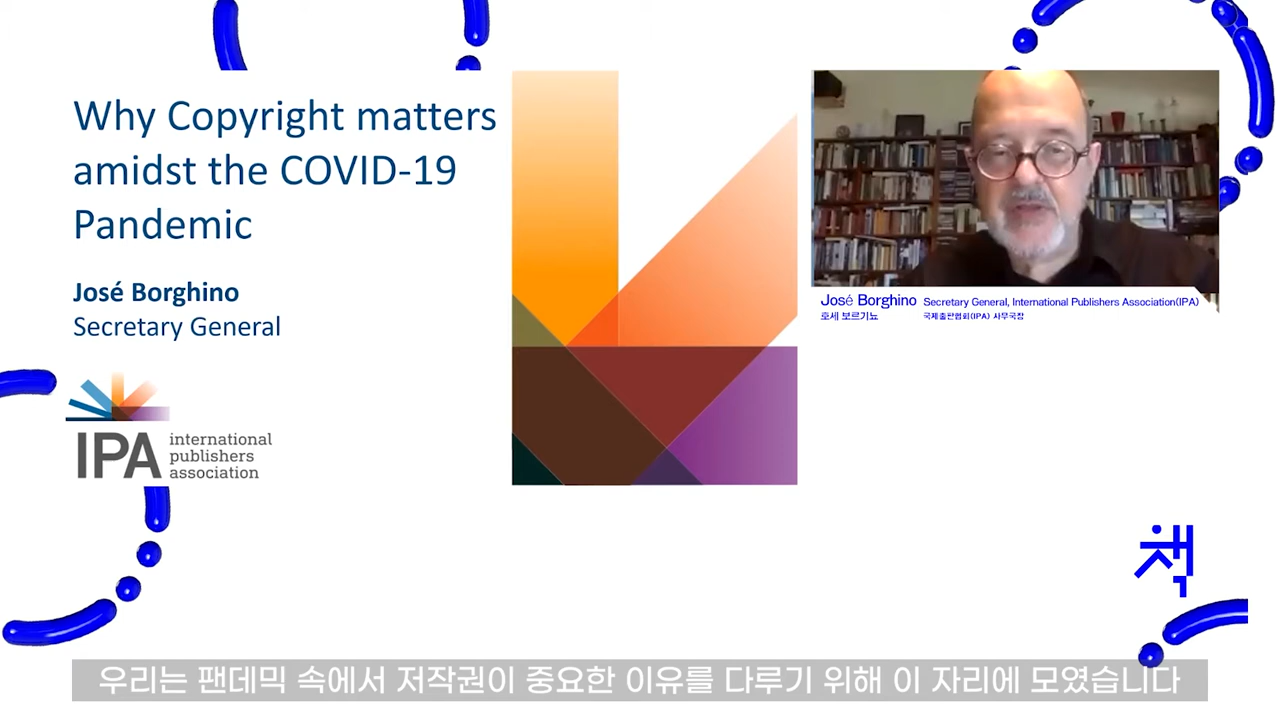 Why Copyright matters
amidst the COVID-19
Pandemic
José Borghino
Secretary General
IPA international
publishers
association
José Borghino Secretary General, International Publishers Association(IPA)
호세 보르기뇨 국제출판협회(IPA) 사무국장
책
우리는 팬데믹 속에서 저작권이 중요한 이유를 다루기 위해 이 자리에 모였습니다